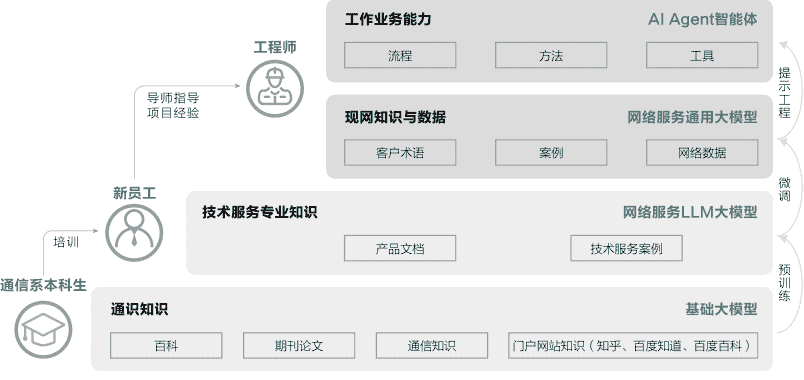 工作业务能力
AI Agent智能体
流程
方法
工具
工程师
导师指导
项目经验
提示工程
现网知识与数据
网络服务通用大模型
客户术语
案例
网络数据
新员工
培训
微调
技术服务专业知识
网络服务LLM大模型
产品文档
技术服务案例
预训练
通信系本科生
通识知识
基础大模型
百科
期刊论文
通信知识
门户网站知识（知乎、百度知道、百度百科）